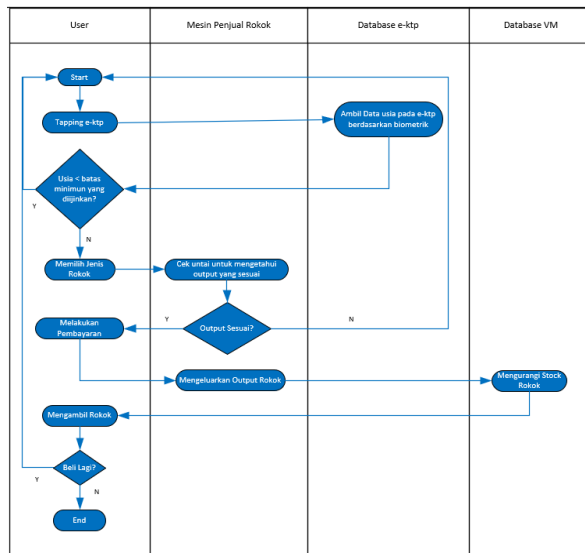 User
Mesin Penjual Rokok
Database e-ktp
Database VM
Start
Tapping e-ktp
Ambil Data usia pada e-ktp
berdasarkan biometrik
Usia < batas
minimun yang
diijinkan?
Y
N
Memilih Jenis
Rokok
Cek untai untuk mengetahui
output yang sesuai
Output Sesuai?
Y
N
Melakukan
Pembayaran
Mengeluarkan Output Rokok
Mengurangi Stock
Rokok
Mengambil Rokok
Beli Lagi?
Y
N
End